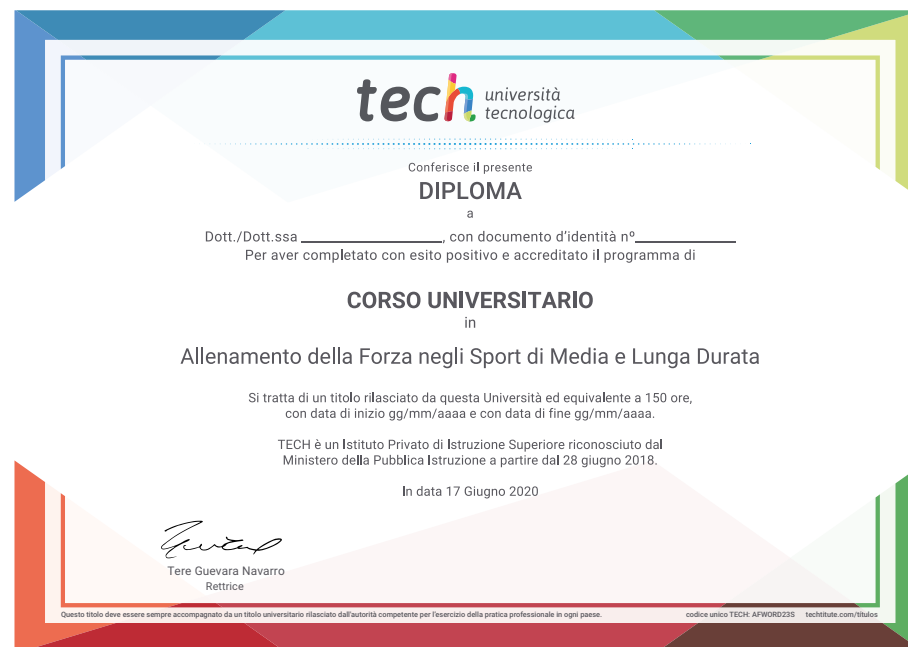 tech università
tecnologica
Conferisce il presente
DIPLOMA
a
Dott./Dott.ssa ____________________, con documento d'identità nº______________
Per aver completato con esito positivo e accreditato il programma di
CORSO UNIVERSITARIO
in
Allenamento della Forza negli Sport di Media e Lunga Durata
Si tratta di un titolo rilasciato da questa Università ed equivalente a 150 ore,
con data di inizio gg/mm/aaaa e con data di fine gg/mm/aaaa.
TECH è un Istituto Privato di Istruzione Superiore riconosciuto dal
Ministero della Pubblica Istruzione a partire dal 28 giugno 2018.
In data 17 Giugno 2020
Tere Guevara Navarro
Rettrice
Questo titolo deve essere sempre accompagnato da un titolo universitario rilasciato dall'autorità competente per l'esercizio della pratica professionale in ogni paese. codice unico TECH: AFWORD23S techtitute.com/titulos